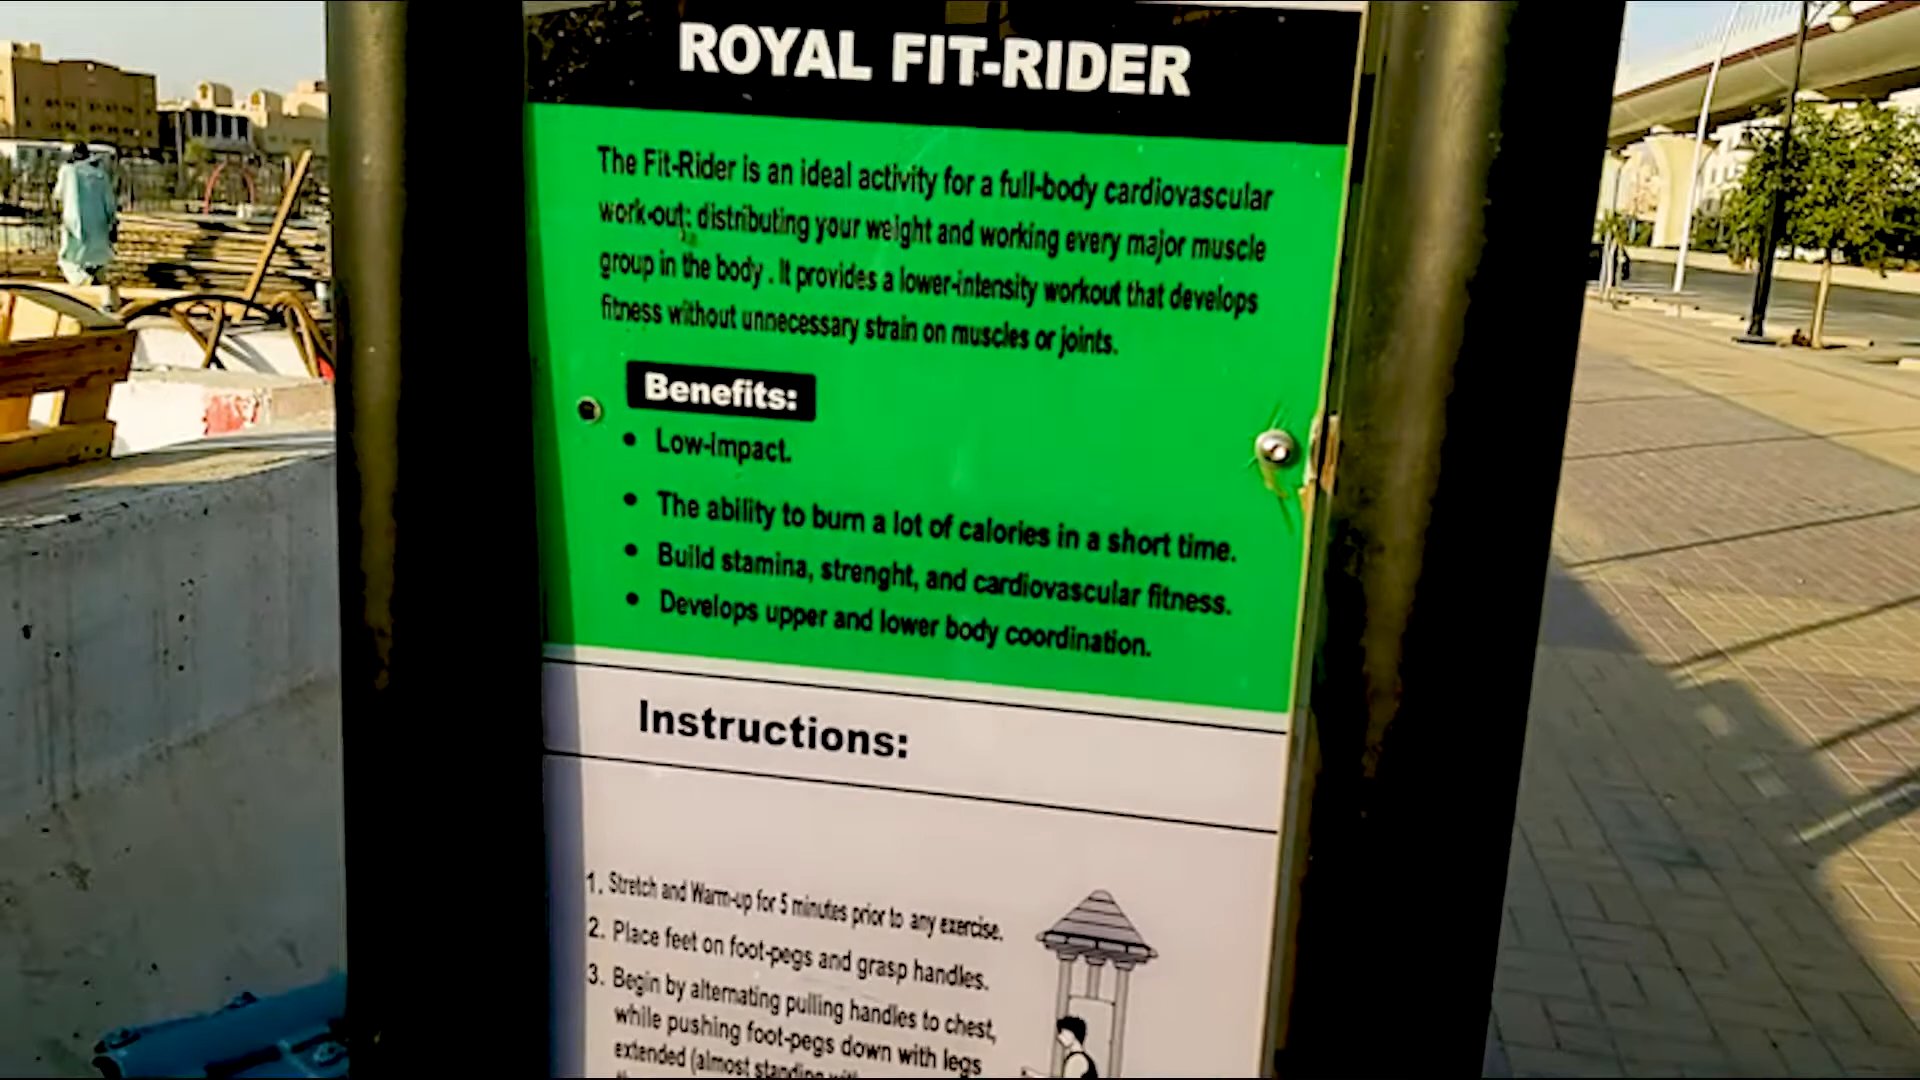 ROYAL FIT-RIDER
The Fit-Rider is an ideal activity for a full-body cardiovascular
work-out; distributing your weight and working every major muscle
group in the body . It provides a lower-intensity workout that develops
fitness without unnecessary strain on muscles or joints.
Benefits:
• Low-impact.
• The ability to burn a lot of calories in a short time.
• Build stamina, strenght, and cardiovascular fitness.
• Develops upper and lower body coordination.
Instructions:
1. Stretch and Warm-up for 5 minutes prior to any exercise.
2. Place feet on foot-pegs and grasp handles.
3. Begin by alternating pulling handles to chest,
while pushing foot-pegs down with legs
extended (almost standing